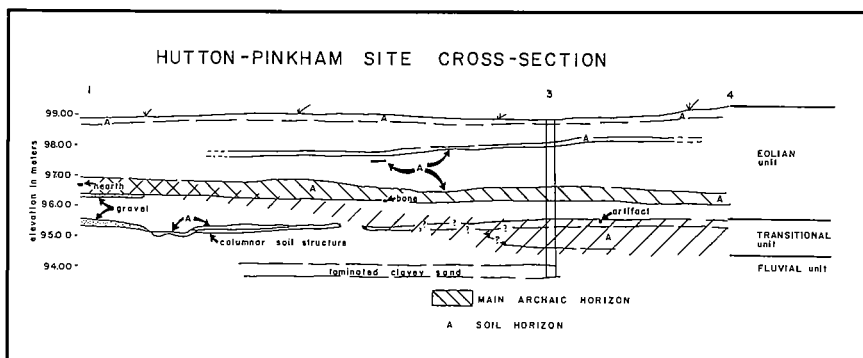 HUTTON-PINKHAM SITE CROSS-SECTION
1
3
4
elevation in meters
99.00
98.00
97.00
96.00
95.00
94.00
A
A
A
A
A
EOLIAN
unit
A
hearth
A
bone
A
gravel
A
columnar soil structure
?
?
?
?
?
?
artifact
A
TRANSITIONAL
unit
laminated clayey sand
FLUVIAL unit
MAIN ARCHAIC HORIZON
A SOIL HORIZON